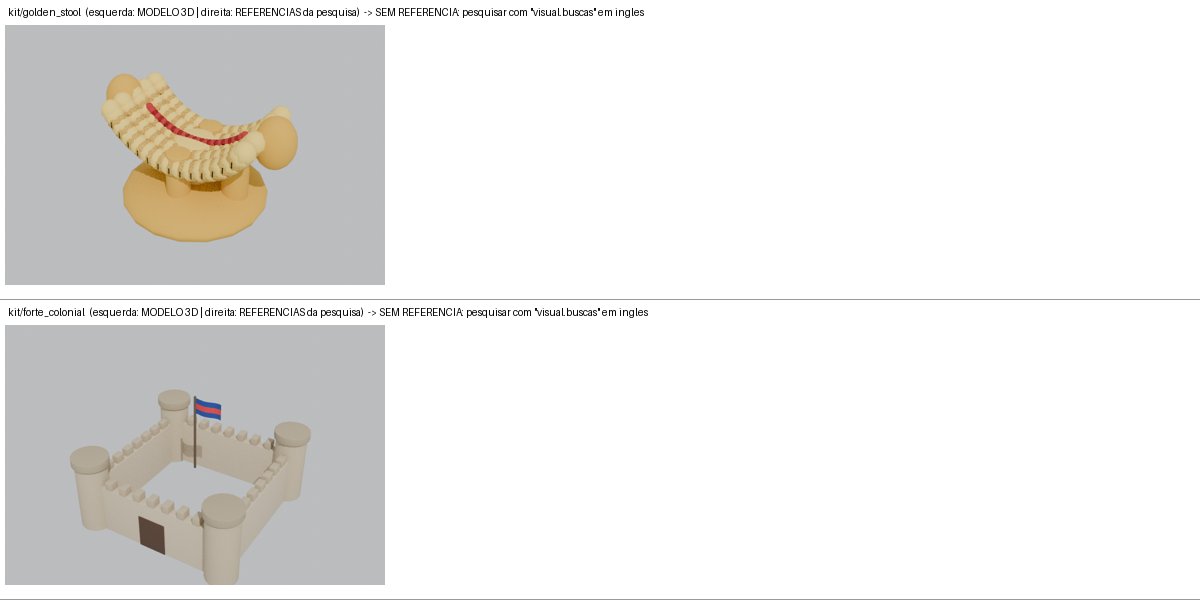 kit/golden_stool (esquerda: MODELO 3D | direita: REFERENCIAS da pesquisa) -> SEM REFERENCIA: pesquisar com "visual.buscas" em ingles
kit/forte_colonial (esquerda: MODELO 3D | direita: REFERENCIAS da pesquisa) -> SEM REFERENCIA: pesquisar com "visual.buscas" em ingles